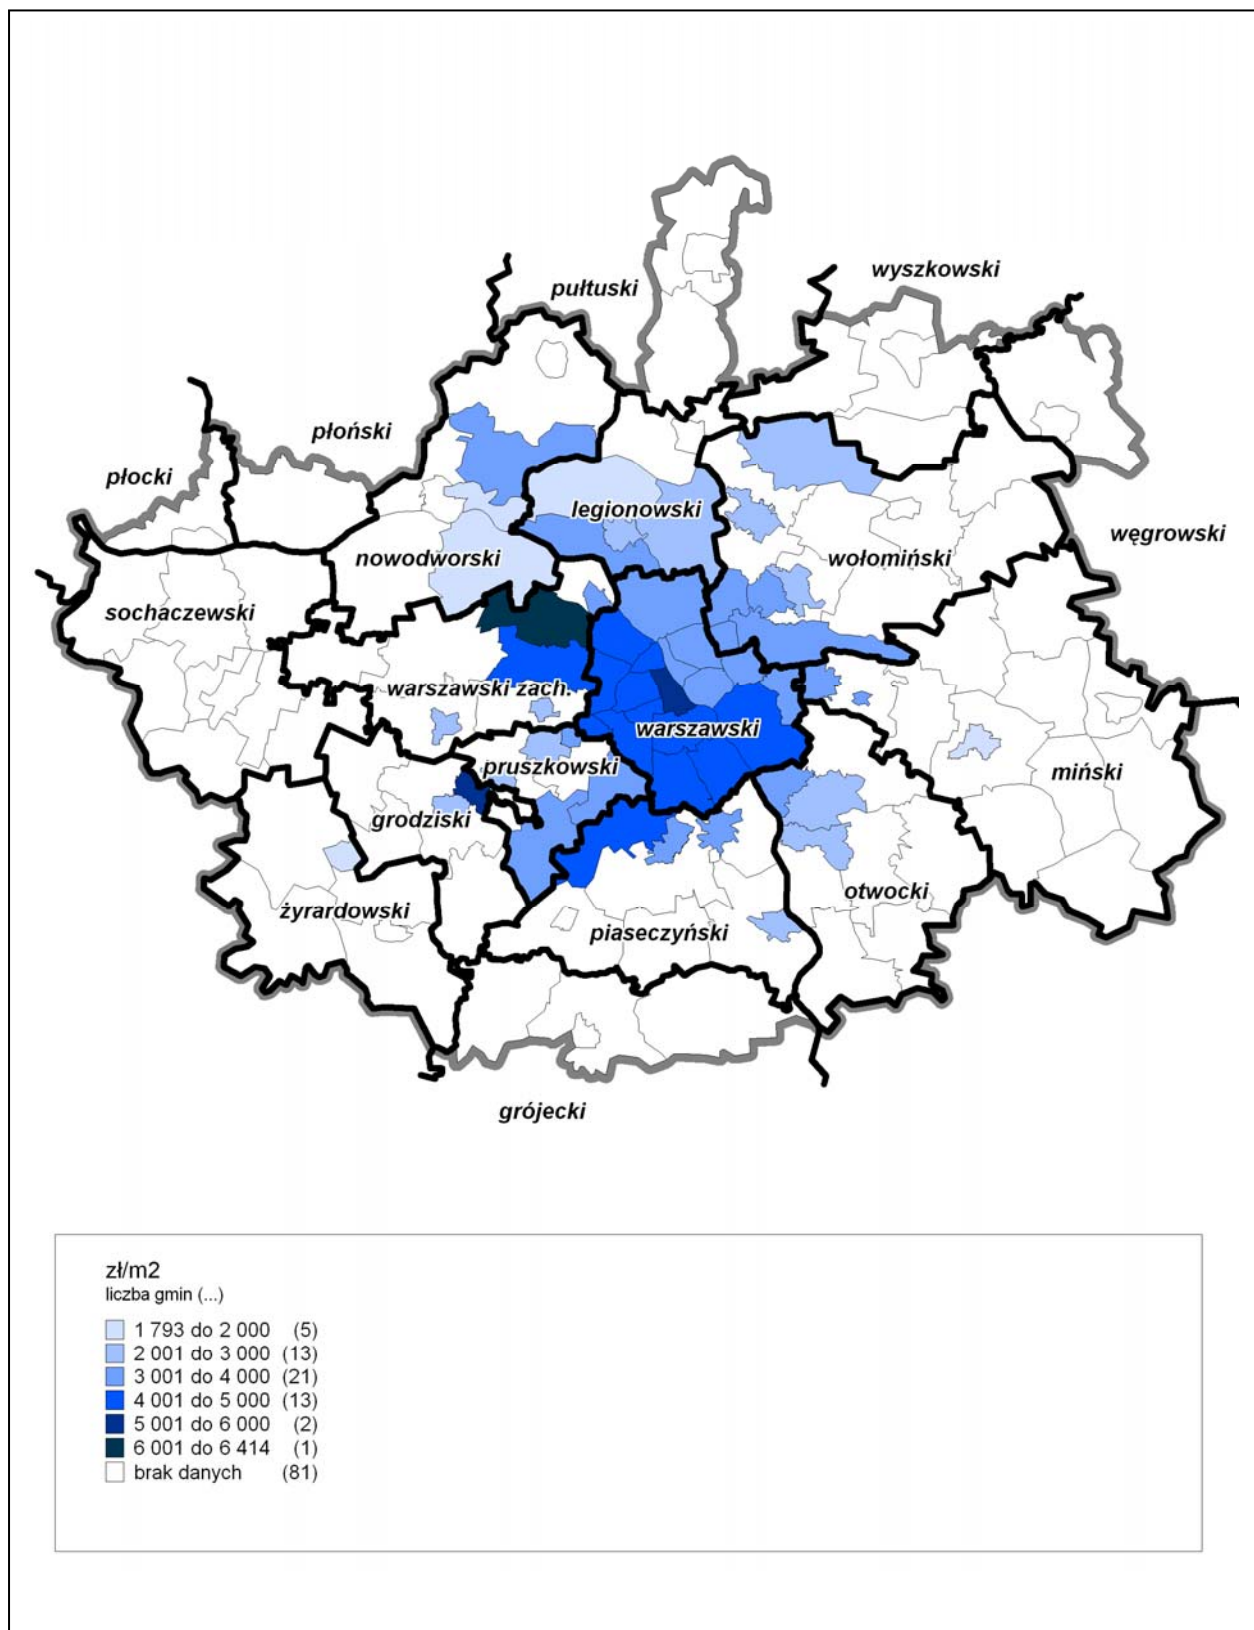 wyszkowski
pułtuski
płoński
płocki
legionowski
węgrowski
nowodworski
wołomiński
sochaczewski
warszawski zach.
warszawski
pruszkowski
miński
grodziski
otwocki
żyrardowski
piaseczyński
grójecki
zł/m2
liczba gmin (...)
1 793 do 2 000 (5)
2 001 do 3 000 (13)
3 001 do 4 000 (21)
4 001 do 5 000 (13)
5 001 do 6 000 (2)
6 001 do 6 414 (1)
brak danych (81)